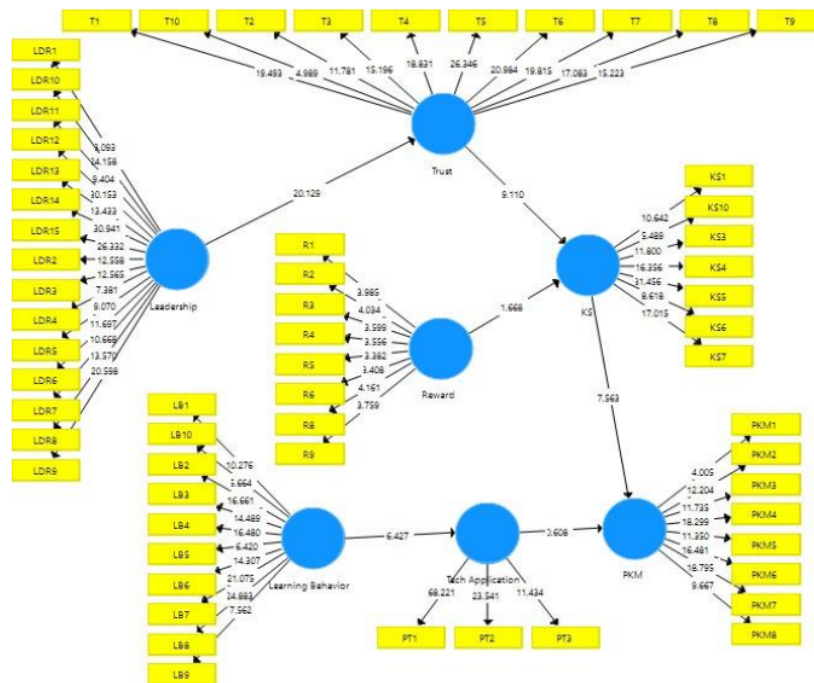 T1 T10 T2 T3 T4 T5 T6 T7 T8 T9
19.493 4.989 11.781 15.196 18.831 26.346 20.984 19.815 17.083 15.223
Trust
LDR1
LDR10
LDR11
LDR12
LDR13
LDR14
LDR15
LDR2
LDR3
LDR4
LDR5
LDR6
LDR7
LDR8
LDR9
9.404
13.433
30.941
26.332
12.558
12.565
7.381
11.697
10.668
13.570
20.598
Leadership
20.129
9.110
R1
R2
R3
R4
R5
R6
R8
R9
3.985
4.034
3.599
3.556
3.382
3.408
4.161
3.759
Reward
1.668
KS
KS1
KS10
KS3
KS4
KS5
KS6
KS7
10.642
5.489
11.800
16.356
31.456
8.618
17.015
7.563
LB1
LB10
LB2
LB3
LB4
LB5
LB6
LB7
LB8
LB9
10.276
16.661
14.489
16.480
6.420
14.307
21.075
7.562
Learning Behavior
6.427
Tech Application
0.608
68.221 23.541 11.434
PT1 PT2 PT3
PKM
PKM1
PKM2
PKM3
PKM4
PKM5
PKM6
PKM7
PKM8
4.005
12.204
11.735
18.299
11.350
16.481
18.795
9.667